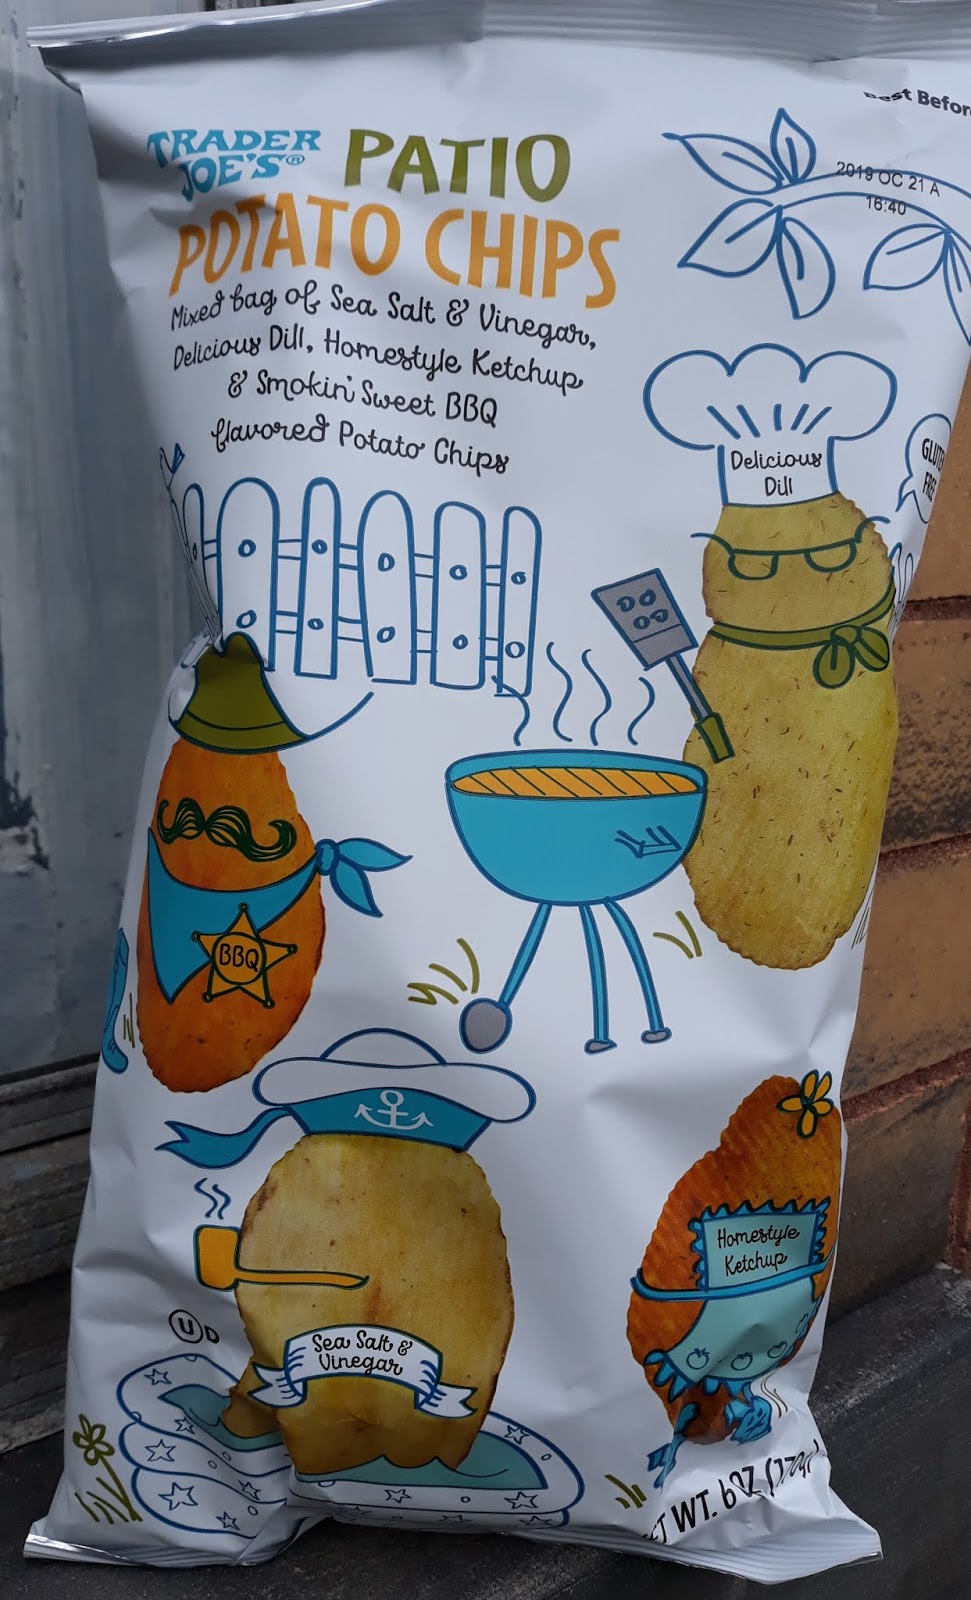 TRADER JOE'S®
PATIO
POTATO CHIPS
Mixed bag of Sea Salt & Vinegar,
Delicious Dill, Homestyle Ketchup
& Smokin' Sweet BBQ
flavored Potato Chips
Best Before
2019 OC 21 A
16:40
Delicious
Dill
GLUTEN
FREE
BBQ
Sea Salt &
Vinegar
Homestyle
Ketchup
U D
NET WT. 6 OZ (170g)